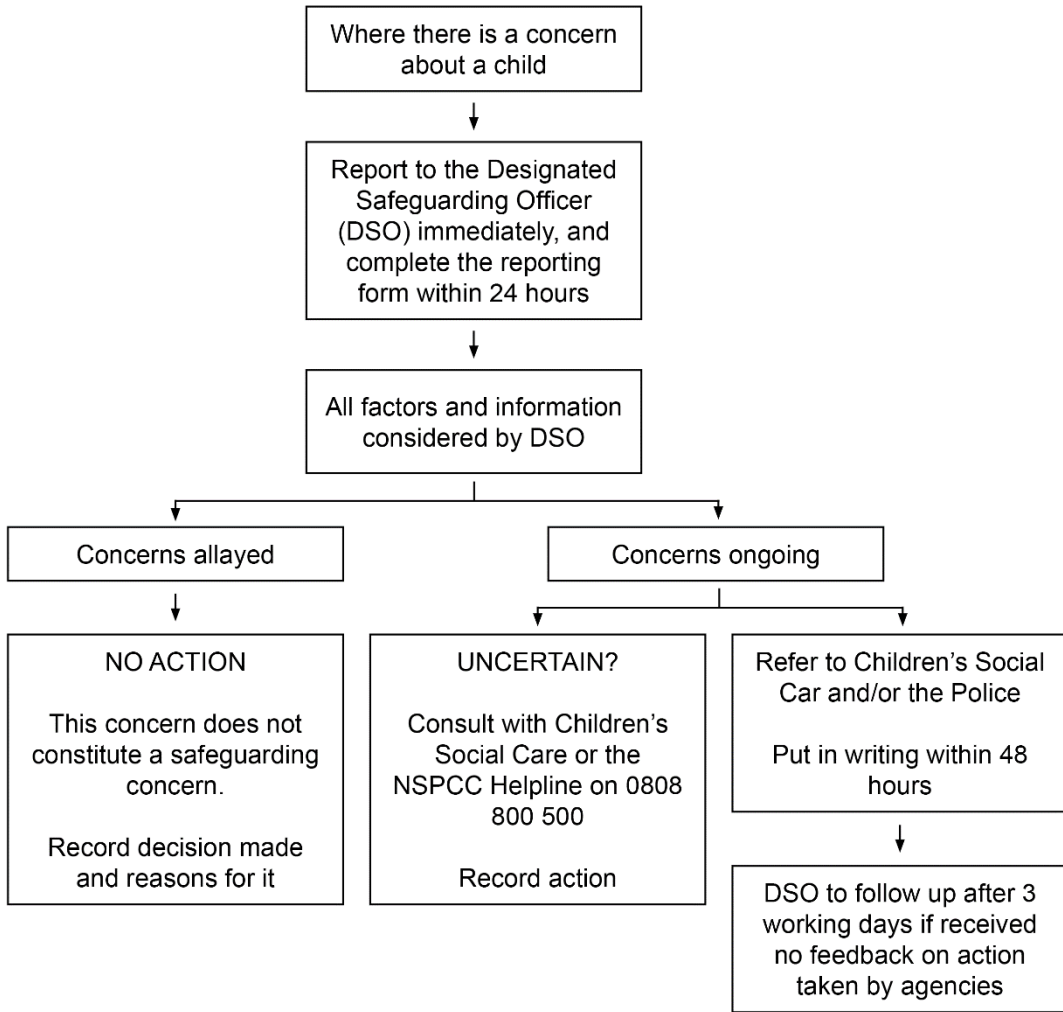 Where there is a concern
about a child
Report to the Designated
Safeguarding Officer
(DSO) immediately, and
complete the reporting
form within 24 hours
All factors and information
considered by DSO
Concerns allayed
Concerns ongoing
NO ACTION
This concern does not
constitute a safeguarding
concern.
Record decision made
and reasons for it
UNCERTAIN?
Consult with Children’s
Social Care or the
NSPCC Helpline on 0808
800 500
Record action
Refer to Children’s Social
Car and/or the Police
Put in writing within 48
hours
DSO to follow up after 3
working days if received
no feedback on action
taken by agencies